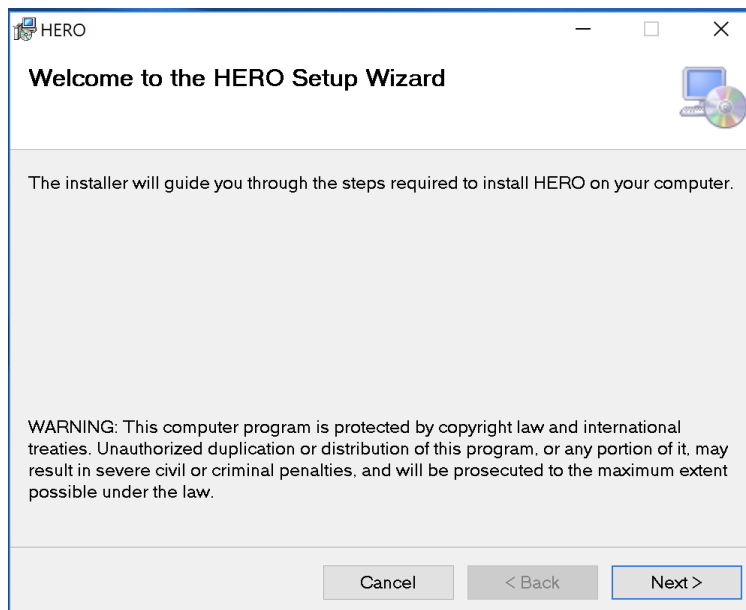 HERO
Welcome to the HERO Setup Wizard
The installer will guide you through the steps required to install HERO on your computer.
WARNING: This computer program is protected by copyright law and international
treaties. Unauthorized duplication or distribution of this program, or any portion of it, may
result in severe civil or criminal penalties, and will be prosecuted to the maximum extent
possible under the law.
Cancel
< Back
Next >